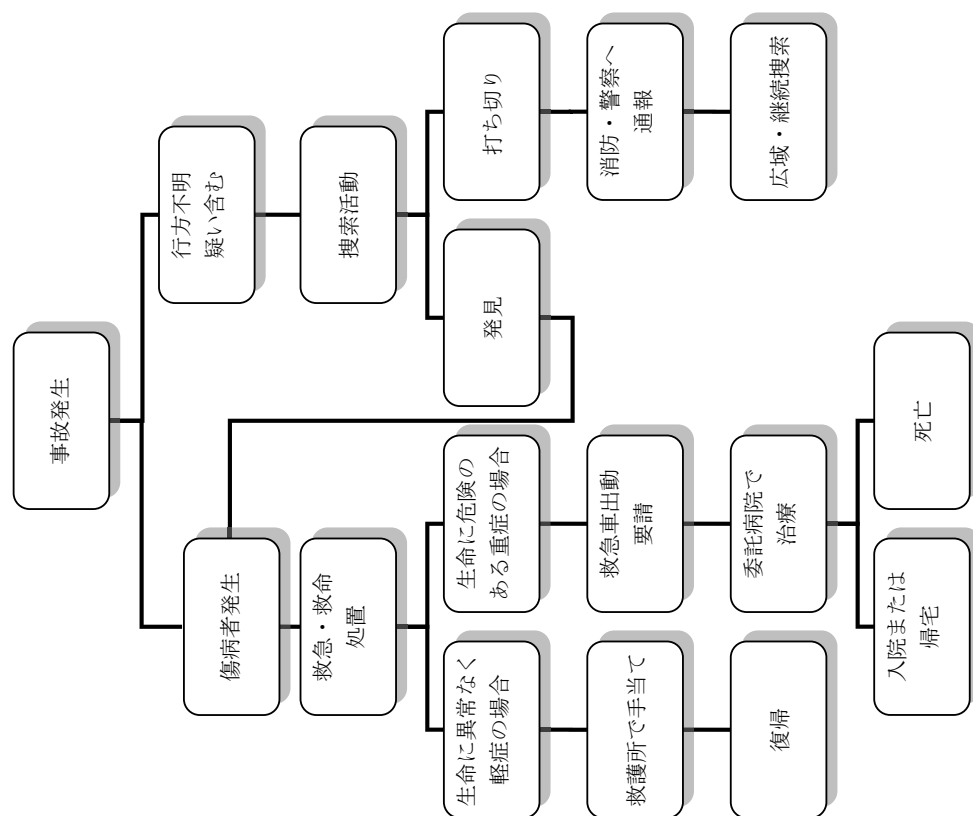 事故発生
傷病者発生
行方不明
疑い含む
救急・救命
処置
捜索活動
生命に異常なく
軽症の場合
生命に危険の
ある重症の場合
発見
打ち切り
救護所で手当て
救急車出動
要請
消防・警察へ
通報
復帰
委託病院で
治療
広域・継続捜索
入院または
帰宅
死亡